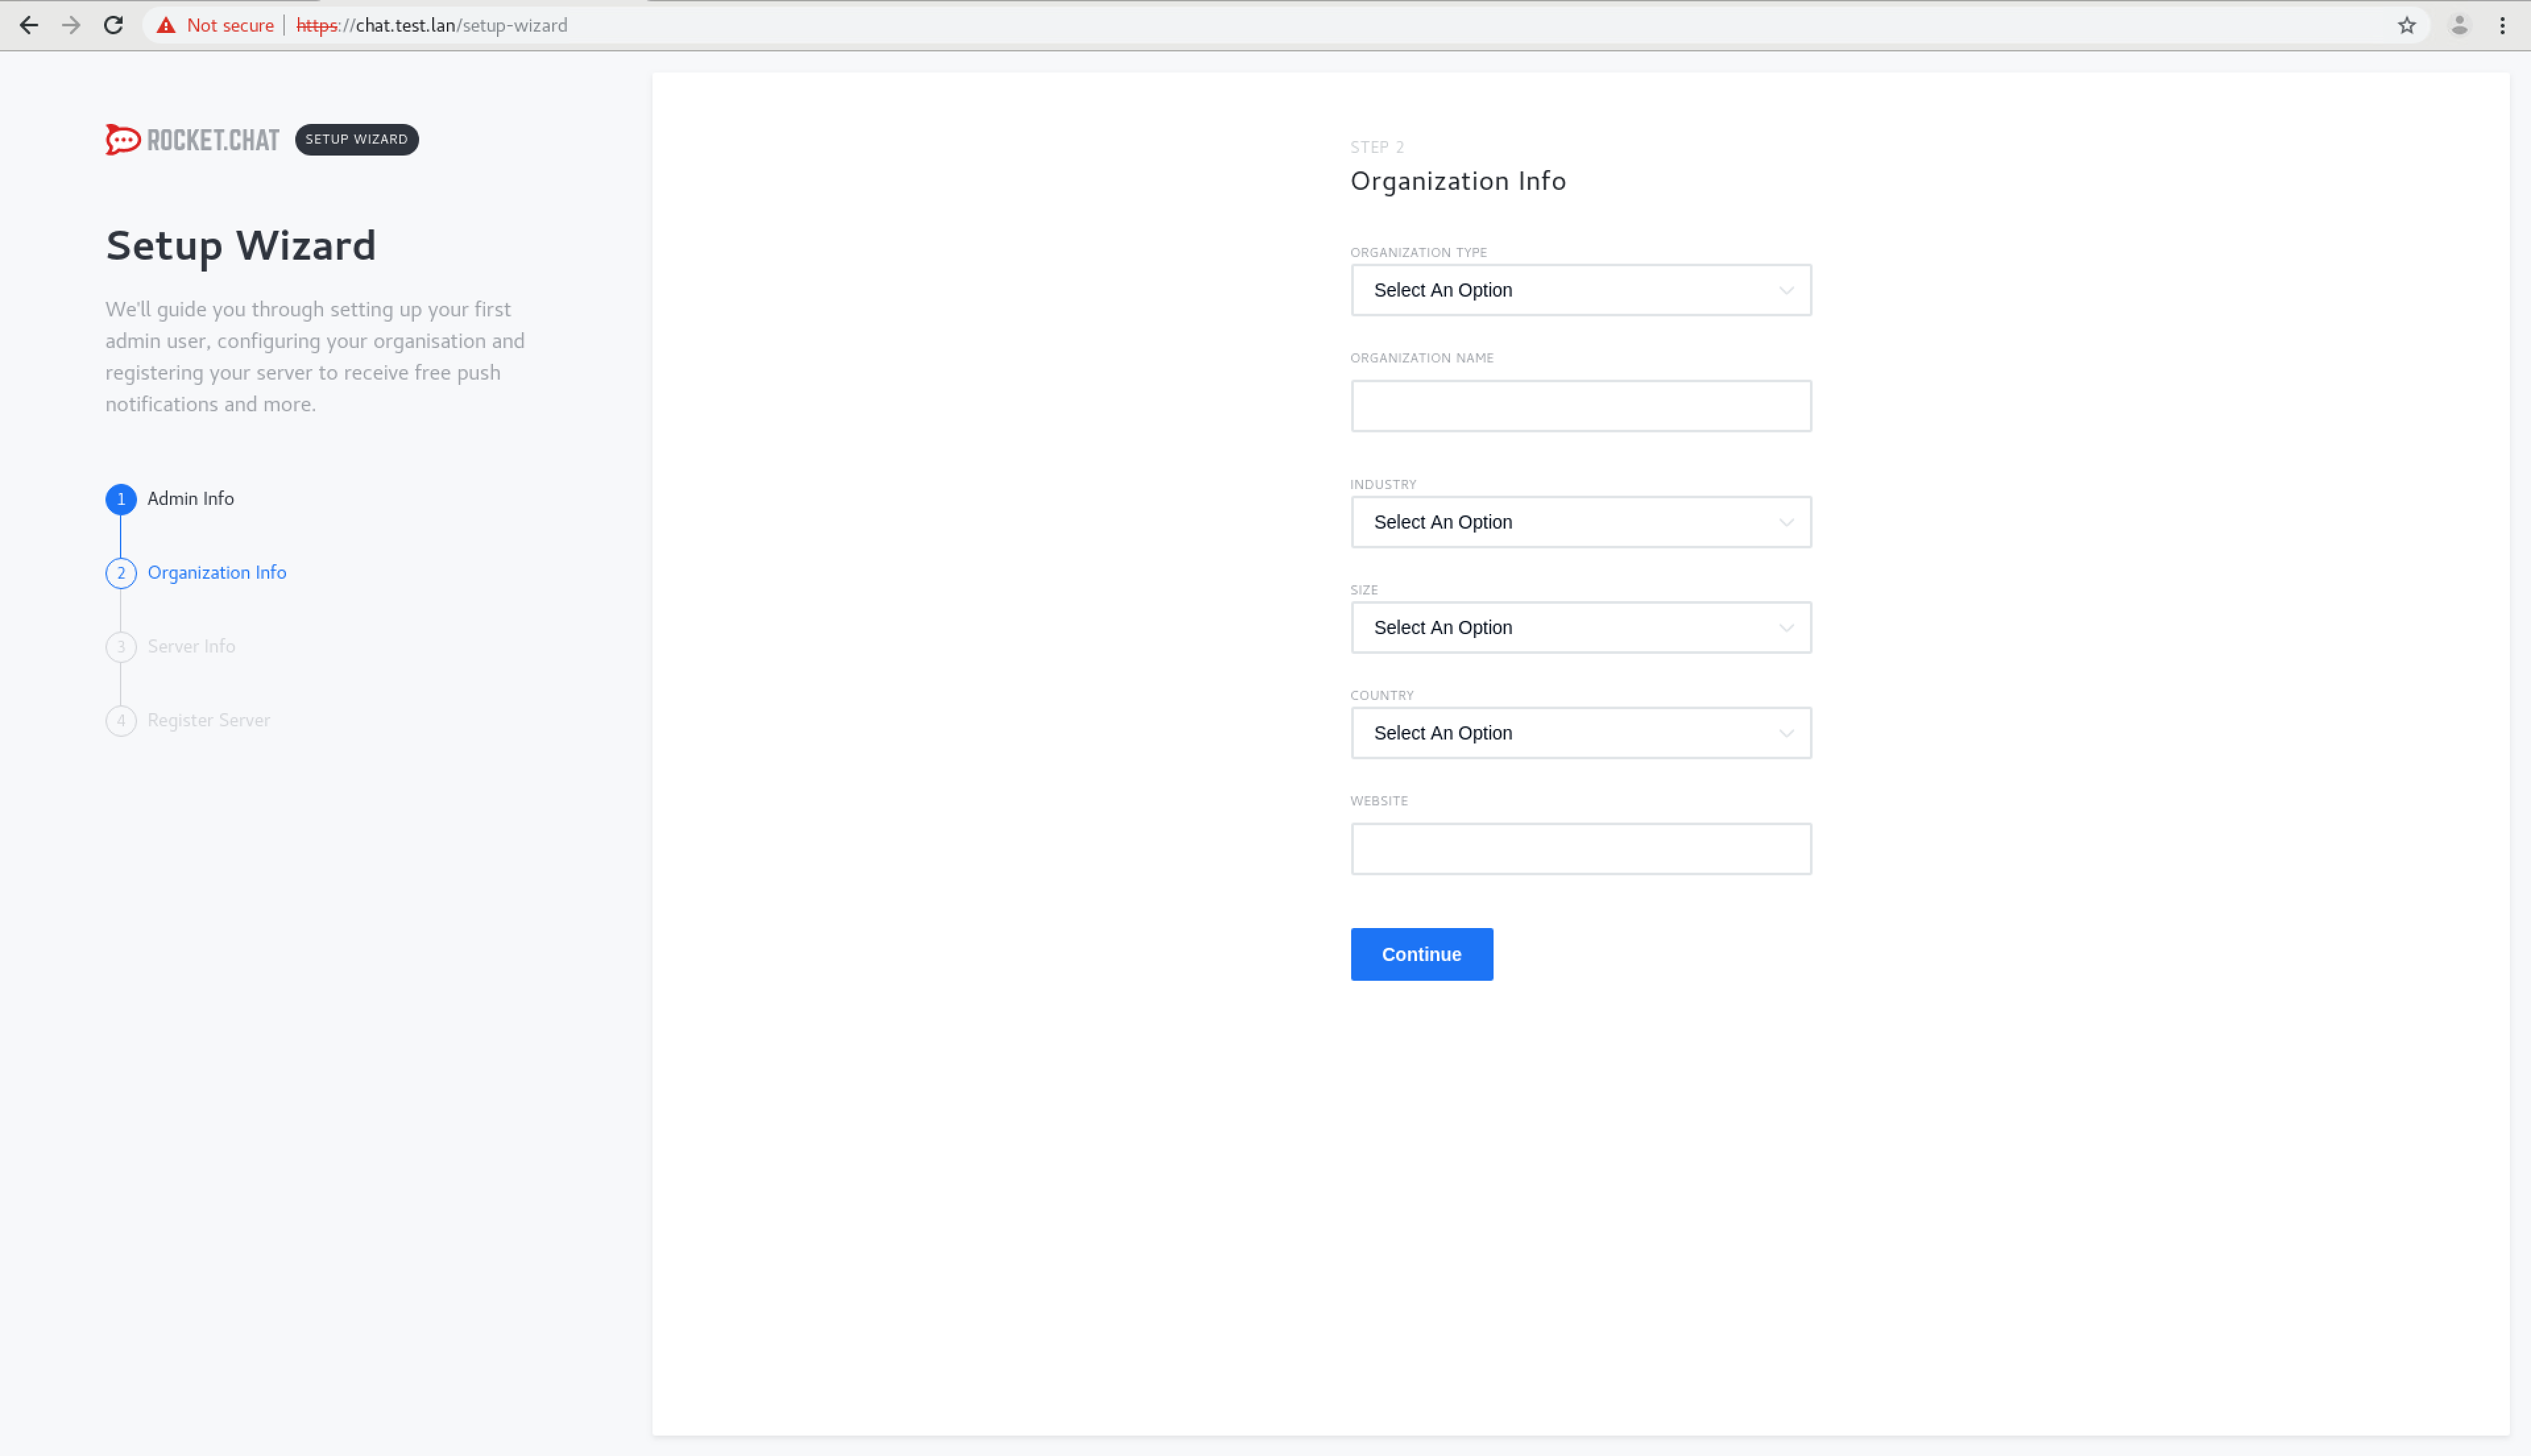 Not secure | https://chat.test.lan/setup-wizard
ROCKET.CHAT SETUP WIZARD
Setup Wizard
We'll guide you through setting up your first
admin user, configuring your organisation and
registering your server to receive free push
notifications and more.
1 Admin Info
2 Organization Info
3 Server Info
4 Register Server
STEP 2
Organization Info
ORGANIZATION TYPE
Select An Option
ORGANIZATION NAME
INDUSTRY
Select An Option
SIZE
Select An Option
COUNTRY
Select An Option
WEBSITE
Continue